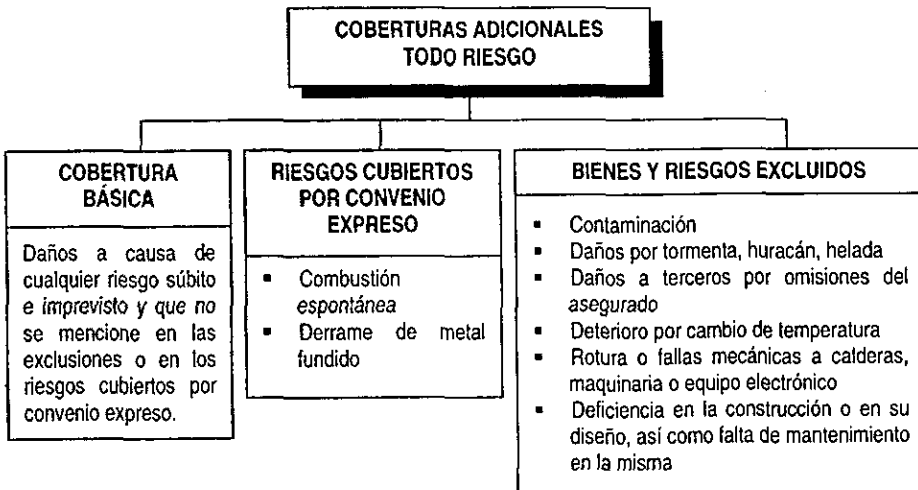 COBERTURAS ADICIONALES
TODO RIESGO
COBERTURA
BÁSICA
Daños a causa de
cualquier riesgo súbito
e imprevisto y que no
se mencione en las
exclusiones o en los
riesgos cubiertos por
convenio expreso.
RIESGOS CUBIERTOS
POR CONVENIO
EXPRESO
▪ Combustión
espontánea
▪ Derrame de metal
fundido
BIENES Y RIESGOS EXCLUIDOS
▪ Contaminación
▪ Daños por tormenta, huracán, helada
▪ Daños a terceros por omisiones del
asegurado
▪ Deterioro por cambio de temperatura
▪ Rotura o fallas mecánicas a calderas,
maquinaria o equipo electrónico
▪ Deficiencia en la construcción o en su
diseño, así como falta de mantenimiento
en la misma